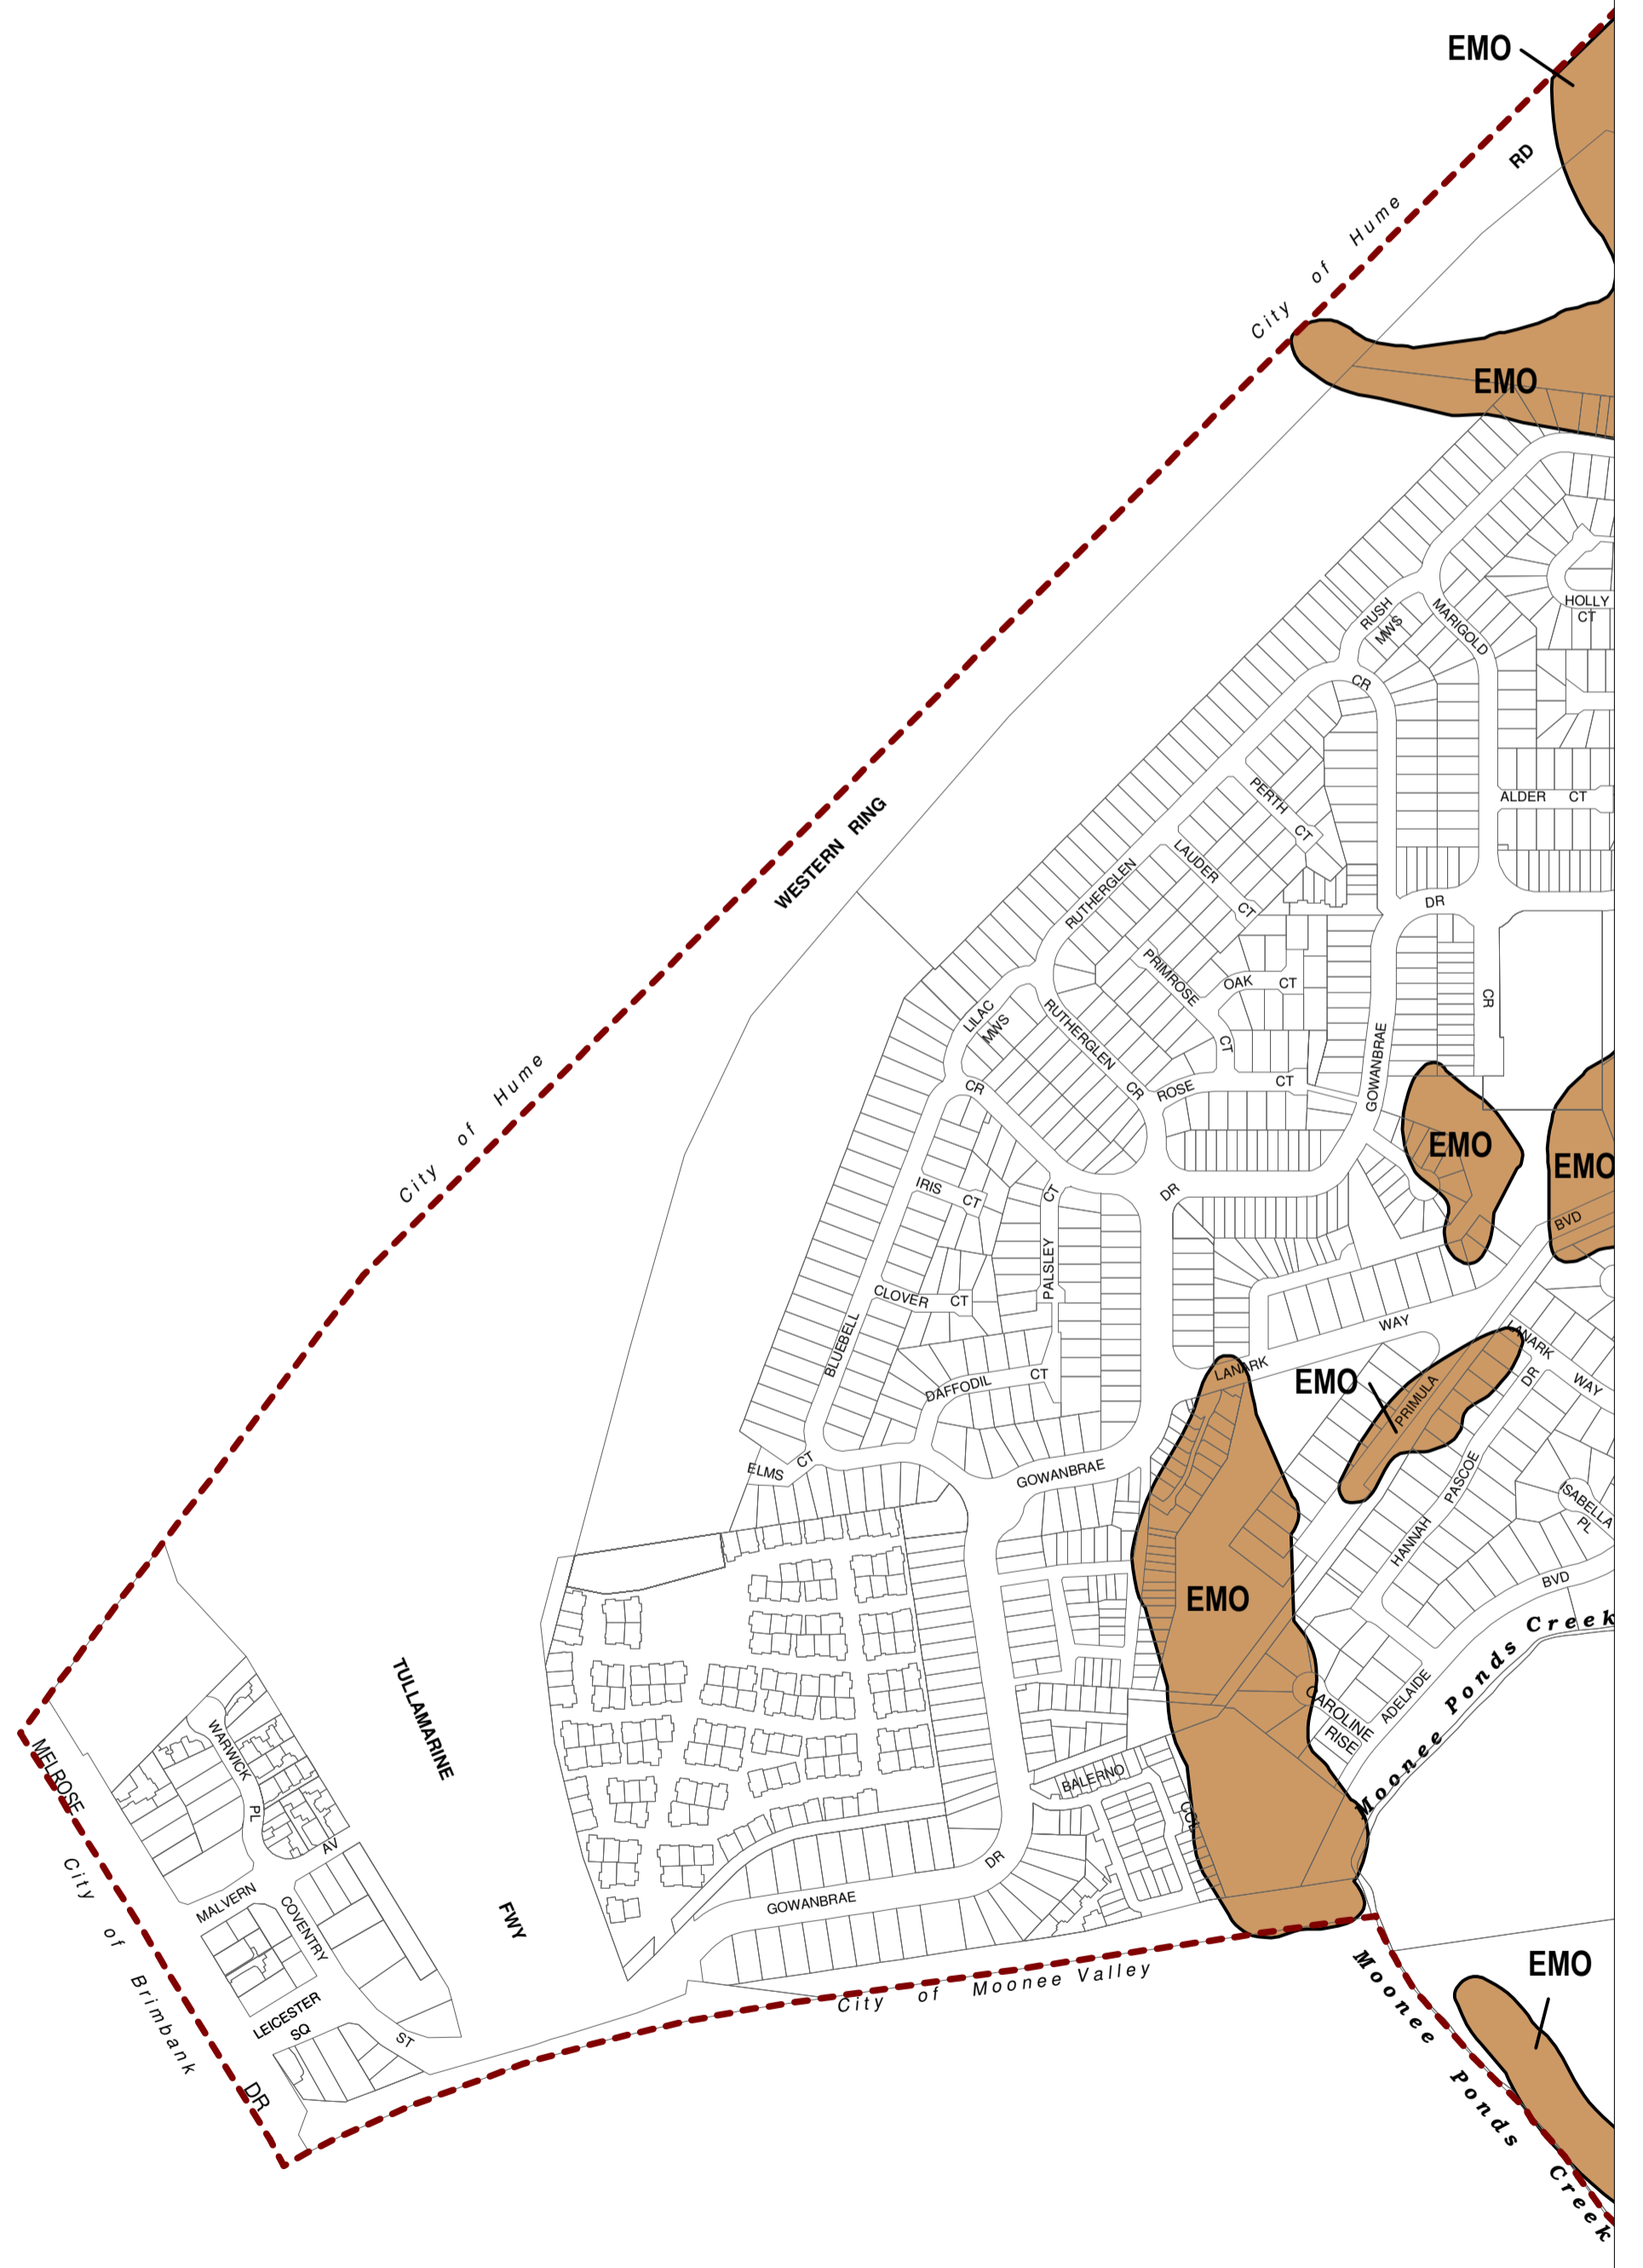 EMO
RD
City of Hume
EMO
HOLLY
CT
RUSH
MWS
MARIGOLD
CR
PERTH CT
ALDER CT
WESTERN RING
LAUDER CT
RUTHERGLEN
DR
PRIMROSE
CT
OAK CT
CR
LILAC
MWS
RUTHERGLEN CR
GOWANBRAE
City of Hume
CR
ROSE CT
EMO
EMO
IRIS CT
CT
PALSLEY
DR
BVD
CLOVER CT
BLUEBELL
WAY
LANARK
WAY
LANARK
EMO
PRIMULA
DR
DAFFODIL CT
ELMS CT
GOWANBRAE
HANNAH PASCOE
ISABELLA
PL
EMO
BVD
Moonee Ponds Creek
TULLAMARINE
FWY
CAROLINE
RISE
ADELAIDE
WARWICK
PL
MELROSE
DR
BALERNO
AV
MALVERN
COVENTRY
ST
GOWANBRAE
DR
City of Brimbank
LEICESTER
SQ
City of Moonee Valley
EMO
Moonee Ponds Creek